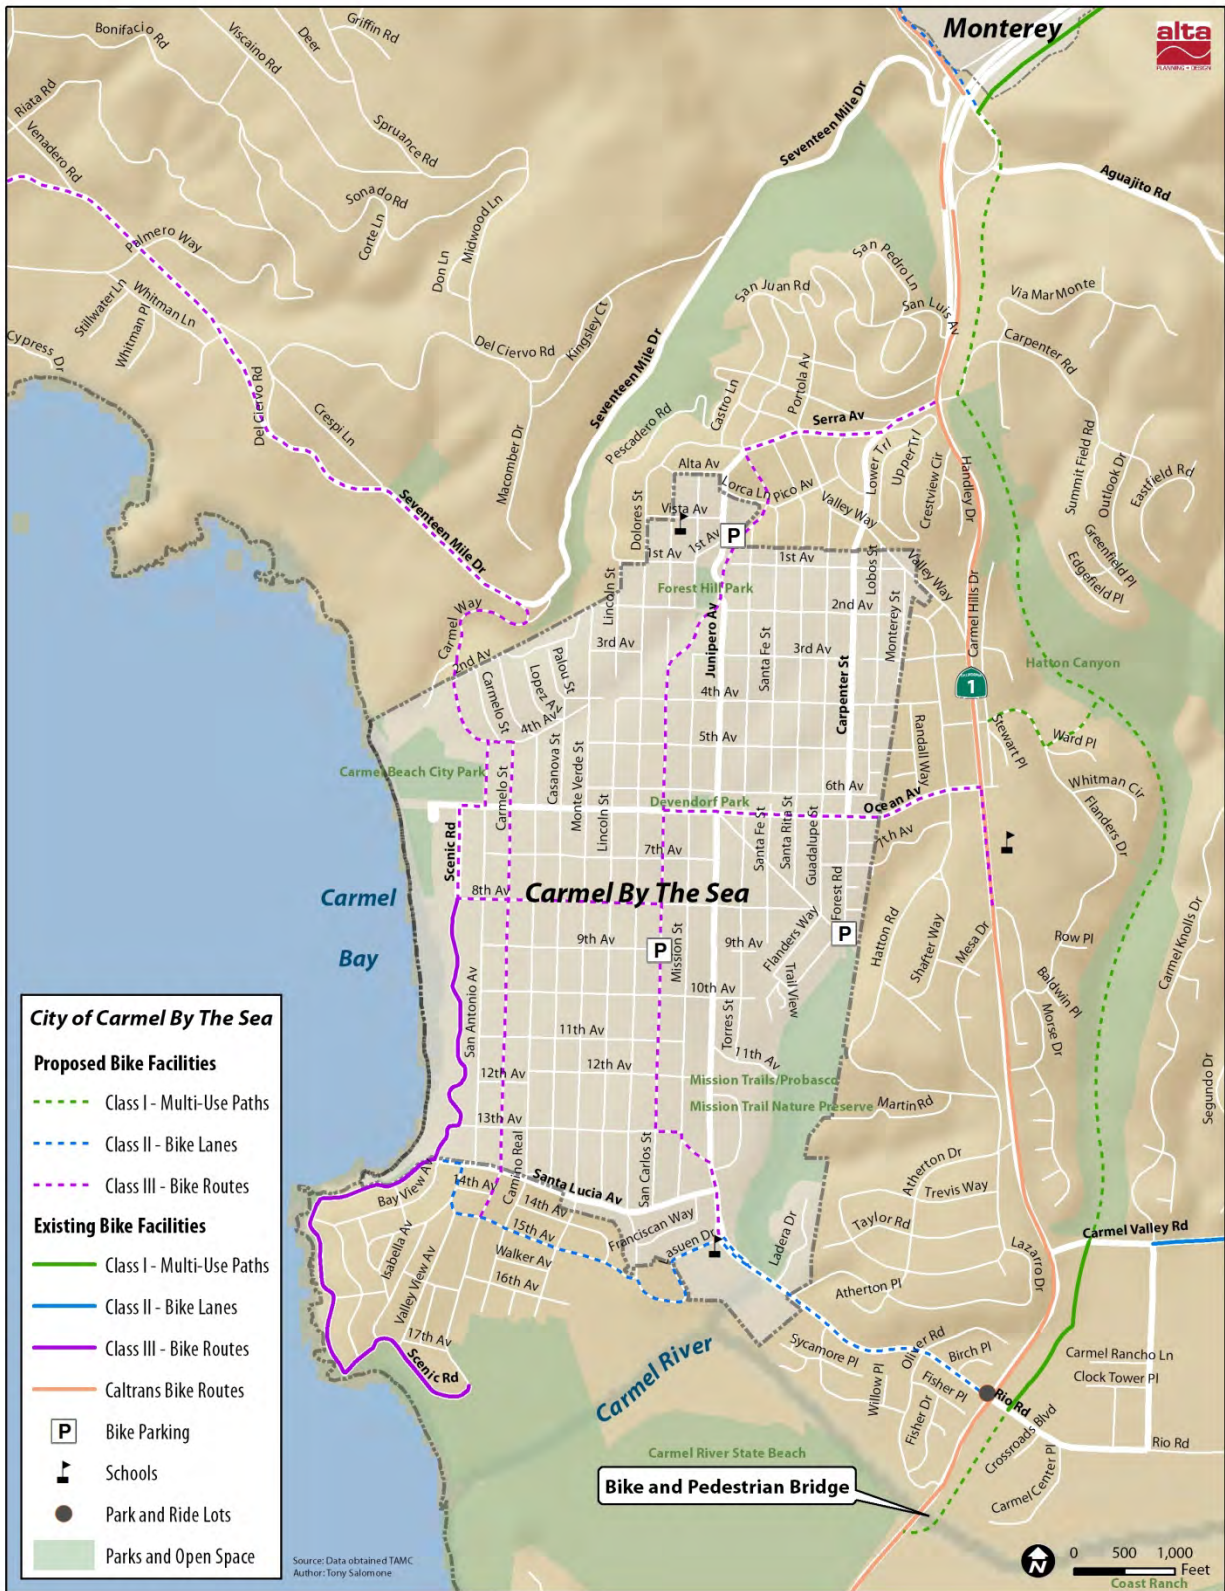 Monterey
alta
PLANNING + DESIGN
Bonifacio Rd
Viscaino Rd
Deer
Griffin Rd
Riata Rd
Venadero Rd
Spruance Rd
Sonado Rd
Corte Ln
Midwood Ln
Don Ln
Palmero Way
Stillwater Ln
Whitman Ln
Whitman Pl
Cypress Dr
Del Ciervo Rd
Crespi Ln
Del Ciervo Rd
Kingsley Ct
Macomber Dr
Seventeen Mile Dr
Seventeen Mile Dr
Seventeen Mile Dr
Aguajito Rd
San Pedro Ln
San Juan Rd
San Luis Av
Via Mar Monte
Carpenter Rd
Castro Ln
Portola Av
Serra Av
Pescadero Rd
Alta Av
Lorca Ln
Pico Av
Valley Way
Lower Trl
Upper Trl
Crestview Cir
Handley Dr
Summit Field Rd
Outlook Dr
Eastfield Rd
Greenfield Pl
Edgefield Pl
Dolores St
Vista Av
1st Av
1st Av
1st Av
P
Forest Hill Park
Lincoln St
Lobos St
Valley Way
2nd Av
Monterey St
Carmel Hills Dr
Carmel Way
2nd Av
3rd Av
3rd Av
Junipero Av
Santa Fe St
Carpenter St
Hatton Canyon
1
Palou St
Lopez Av
Carmelo St
4th Av
4th Av
5th Av
Randall Way
Stewart Pl
Ward Pl
Whitman Cir
Flanders Dr
Carmel Beach City Park
Carmelo St
Casanova St
Monte Verde St
Lincoln St
6th Av
Devendorf Park
Ocean Av
Scenic Rd
7th Av
Santa Fe St
Santa Rita St
Guadalupe St
7th Av
8th Av
Carmel By The Sea
Carmel
Bay
Forest Rd
P
P
9th Av
Mission St
9th Av
Flanders Way
Trail View
Hatton Rd
Shafter Way
Mesa Dr
Row Pl
Baldwin Pl
Morse Dr
Carmel Knolls Dr
10th Av
San Antonio Av
11th Av
Torres St
11th Av
12th Av
12th Av
Mission Trails/Probasco
Mission Trail Nature Preserve
Martin Rd
Segundo Dr
13th Av
Camino Real
San Carlos St
Santa Lucia Av
Bay View Av
14th Av
14th Av
15th Av
Franciscan Way
Lasuen Dr
Ladera Dr
Atherton Dr
Trevis Way
Taylor Rd
Lazarro Dr
Carmel Valley Rd
Isabella Av
Valley View Av
Walker Av
16th Av
17th Av
Scenic Rd
Atherton Pl
Sycamore Pl
Oliver Rd
Birch Pl
Willow Pl
Fisher Pl
Fisher Dr
Carmel River
Rio Rd
Carmel Rancho Ln
Clock Tower Pl
Crossroads Blvd
Rio Rd
Carmel Center Pl
Carmel River State Beach
Bike and Pedestrian Bridge
City of Carmel By The Sea
Proposed Bike Facilities
Class I - Multi-Use Paths
Class II - Bike Lanes
Class III - Bike Routes
Existing Bike Facilities
Class I - Multi-Use Paths
Class II - Bike Lanes
Class III - Bike Routes
Caltrans Bike Routes
P Bike Parking
Schools
Park and Ride Lots
Parks and Open Space
Source: Data obtained TAMC
Author: Tony Salomone
N
0 500 1,000
Feet
Coast Ranch